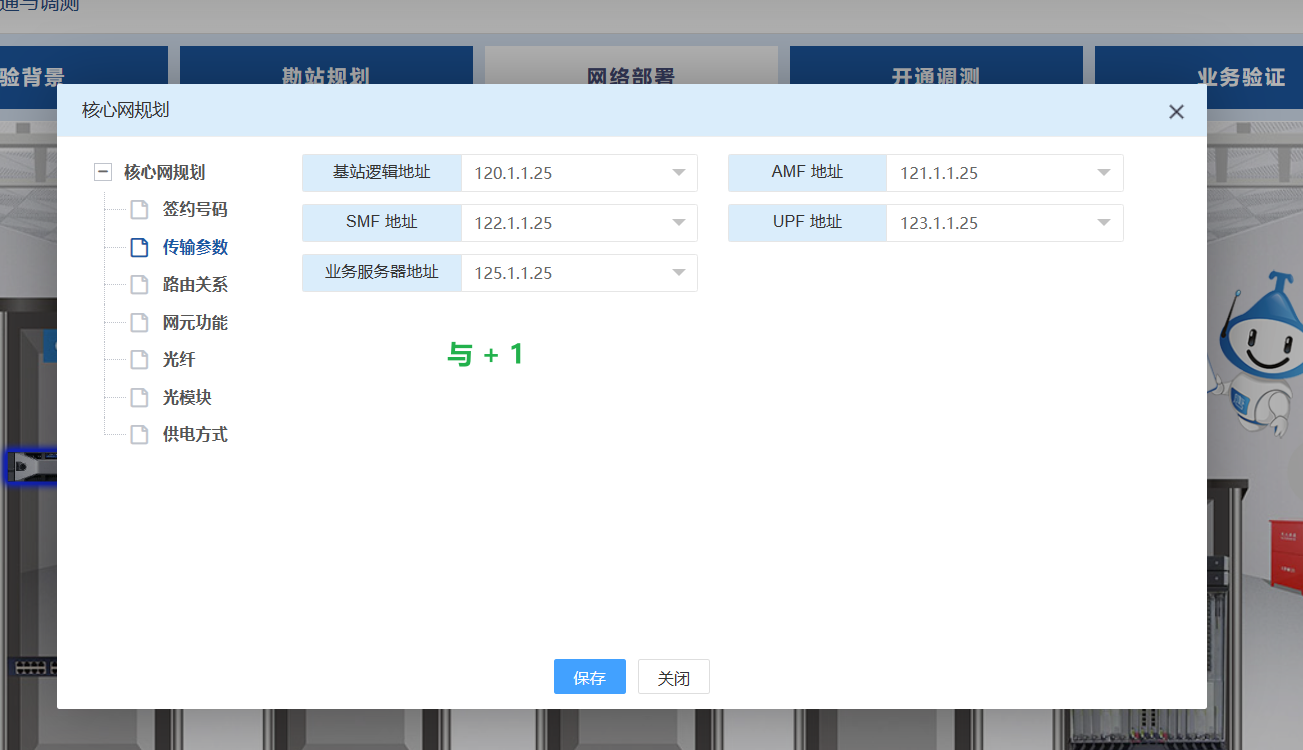 通与调测
验背景
勘站规划
网络部署
开通调测
业务验证
核心网规划
核心网规划
签约号码
传输参数
路由关系
网元功能
光纤
光模块
供电方式
基站逻辑地址 120.1.1.25
AMF 地址 121.1.1.25
SMF 地址 122.1.1.25
UPF 地址 123.1.1.25
业务服务器地址 125.1.1.25
与 + 1
保存
关闭